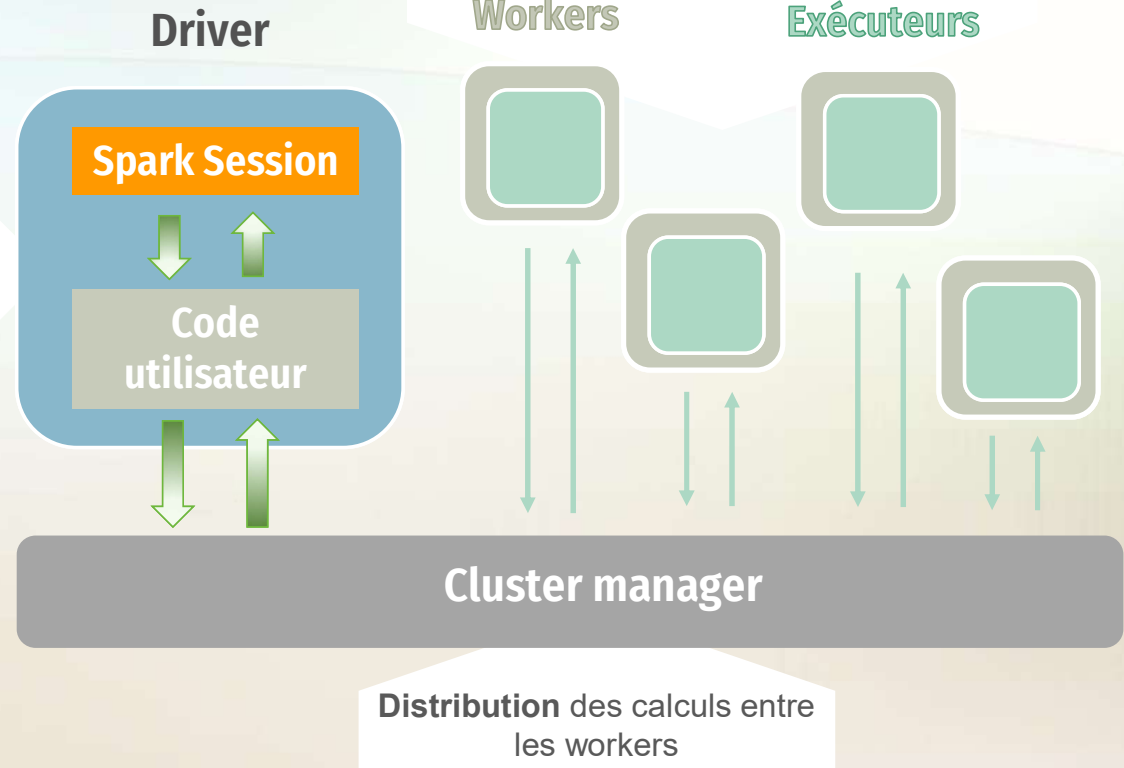 Driver
Workers
Exécuteurs
Spark Session
Code
utilisateur
Cluster manager
Distribution des calculs entre
les workers